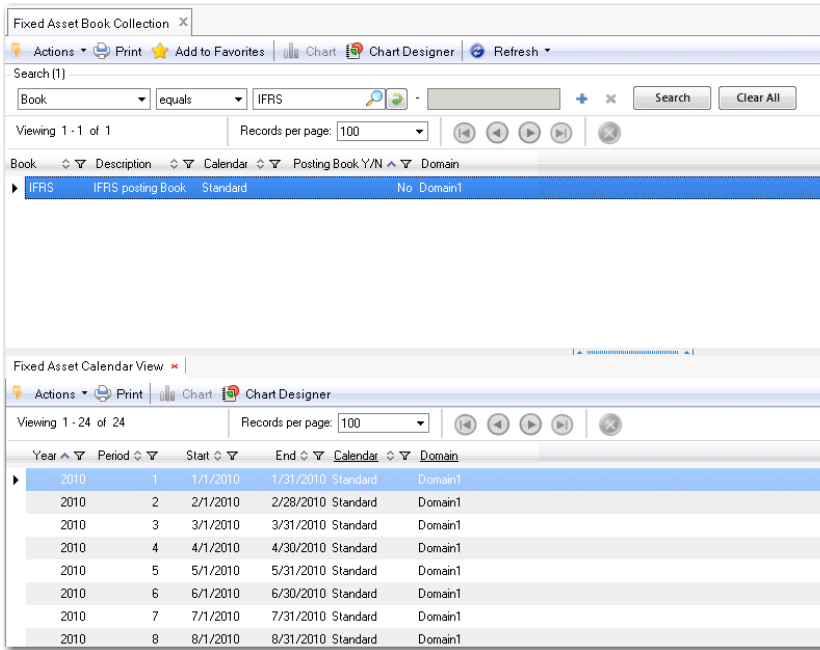 Fixed Asset Book Collection
Actions Print Add to Favorites Chart Chart Designer Refresh
Search (1)
Book equals IFRS - Search Clear All
Viewing 1 - 1 of 1 Records per page: 100
Book Description Calendar Posting Book Y/N Domain
IFRS IFRS posting Book Standard No Domain1
Fixed Asset Calendar View
Actions Print Chart Chart Designer
Viewing 1 - 24 of 24 Records per page: 100
Year Period Start End Calendar Domain
2010 1 1/1/2010 1/31/2010 Standard Domain1
2010 2 2/1/2010 2/28/2010 Standard Domain1
2010 3 3/1/2010 3/31/2010 Standard Domain1
2010 4 4/1/2010 4/30/2010 Standard Domain1
2010 5 5/1/2010 5/31/2010 Standard Domain1
2010 6 6/1/2010 6/30/2010 Standard Domain1
2010 7 7/1/2010 7/31/2010 Standard Domain1
2010 8 8/1/2010 8/31/2010 Standard Domain1